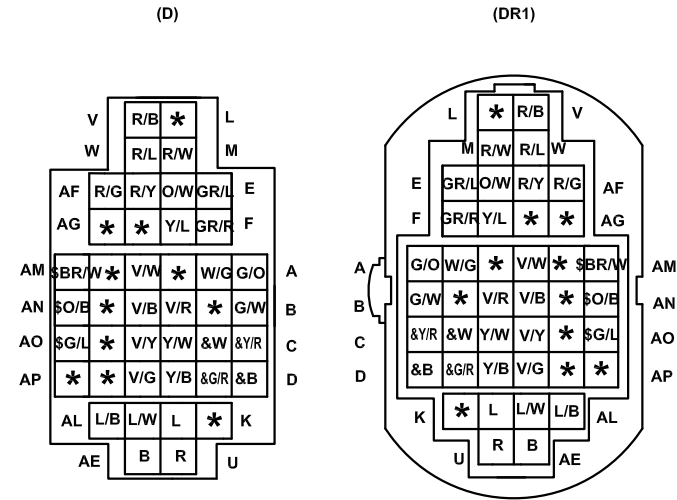 (D) (DR1)
V R/B * L L * R/B V
W R/L R/W M M R/W R/L W
AF R/G R/Y O/W GR/L E E GR/L O/W R/Y R/G AF
AG * * Y/L GR/R F F GR/R Y/L * * AG
AM $BR/W * V/W * W/G G/O A A G/O W/G * V/W * $BR/W AM
AN $O/B * V/B V/R * G/W B B G/W * V/R V/B * $O/B AN
AO $G/L * V/Y Y/W &W &Y/R C C &Y/R &W Y/W V/Y * $G/L AO
AP * * V/G Y/B &G/R &B D D &B &G/R Y/B V/G * * AP
AL L/B L/W L * K K * L L/W L/B AL
AE B R U U R B AE